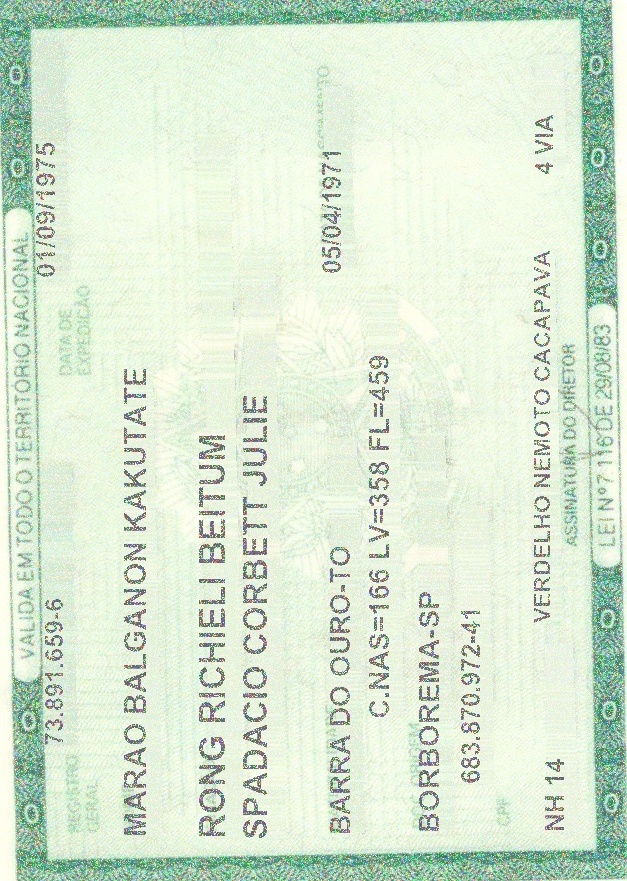 VÁLIDA EM TODO O TERRITÓRIO NACIONAL
REGISTRO GERAL 73.891.659-6 DATA DE EXPEDIÇÃO 01/09/1975
MARAO BALGANON KAKUTATE
RONG RICHIELI BEITUM
SPADACIO CORBETT JULIE
BARRA DO OURO-TO 05/04/1971
C.NAS=166 LV=358 FL=459
BORBOREMA-SP
683.870.972-41
CPF
NH 14 VERDELHO NEMOTO CACAPAVA 4 VIA
ASSINATURA DO DIRETOR
LEI Nº 7.116 DE 29/08/83